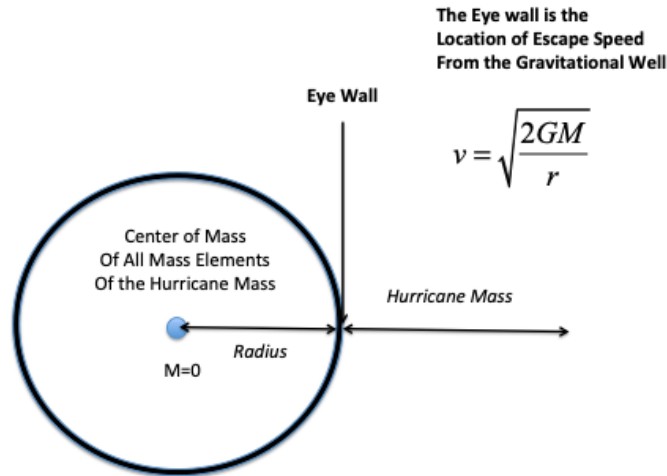 The Eye wall is the
Location of Escape Speed
From the Gravitational Well
Eye Wall
v = √(2GM / r)
Center of Mass
Of All Mass Elements
Of the Hurricane Mass
Hurricane Mass
Radius
M=0